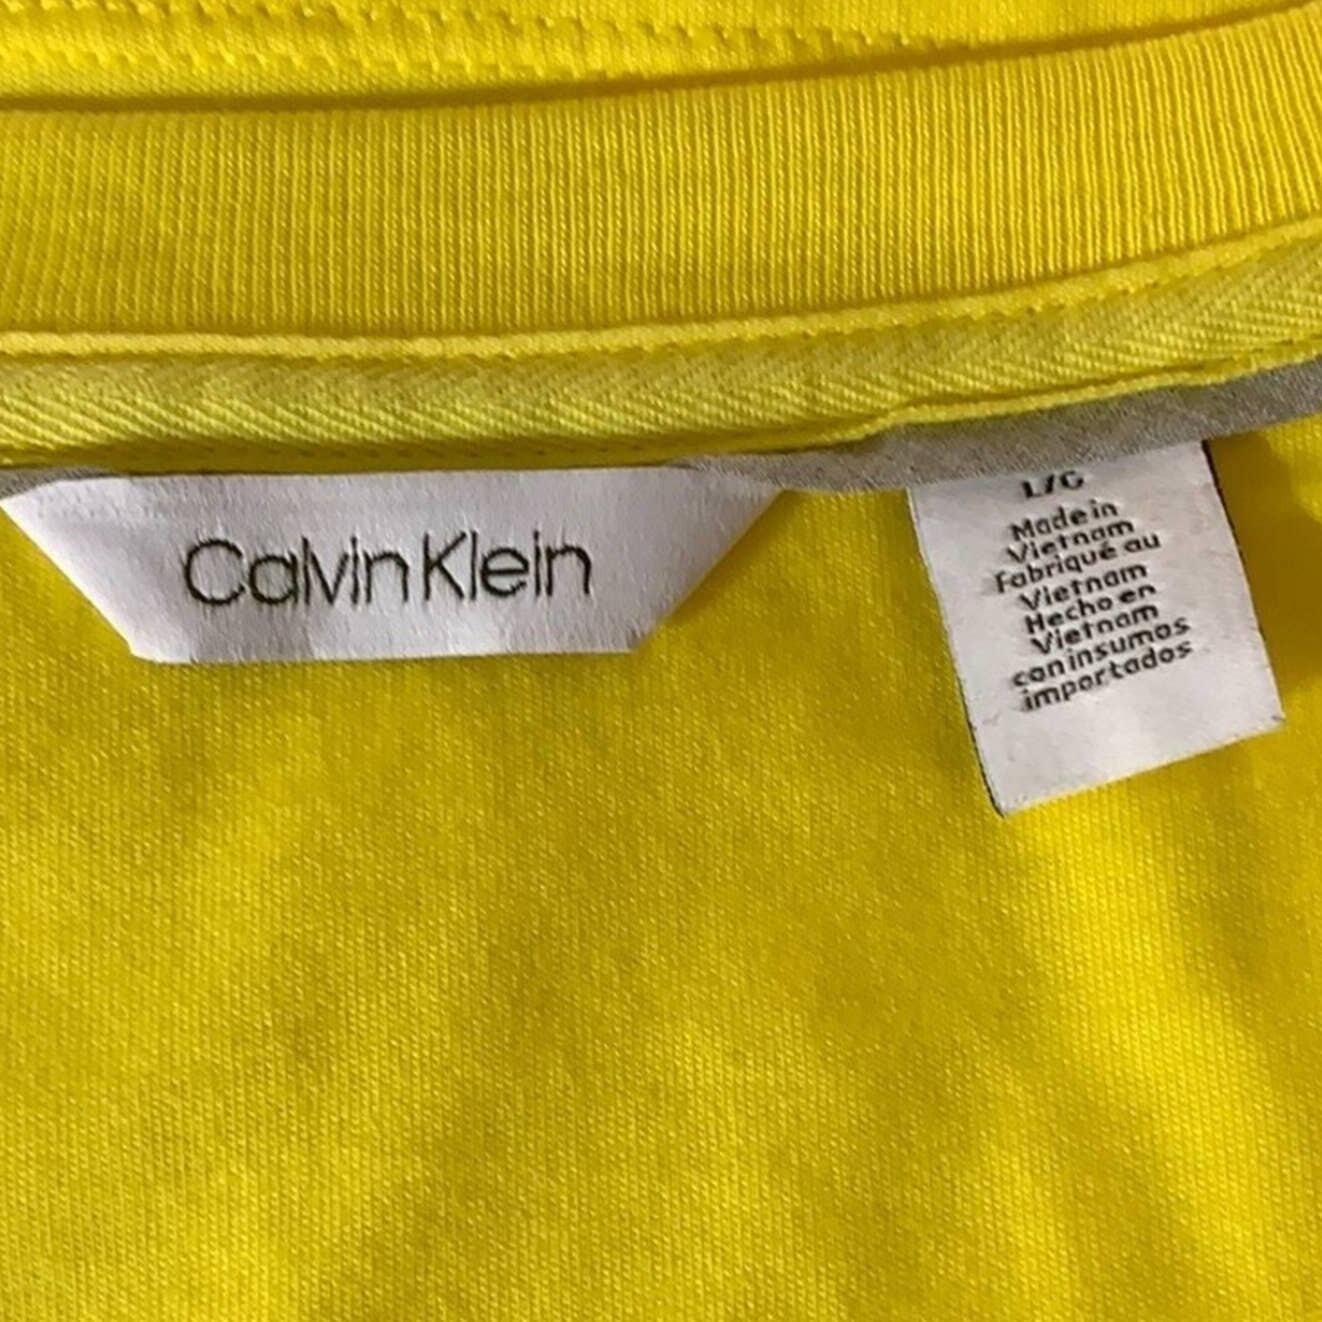 Calvin Klein
L/G
Made in
Vietnam
Fabriqué au
Vietnam
Hecho en
Vietnam
con insumos
importados